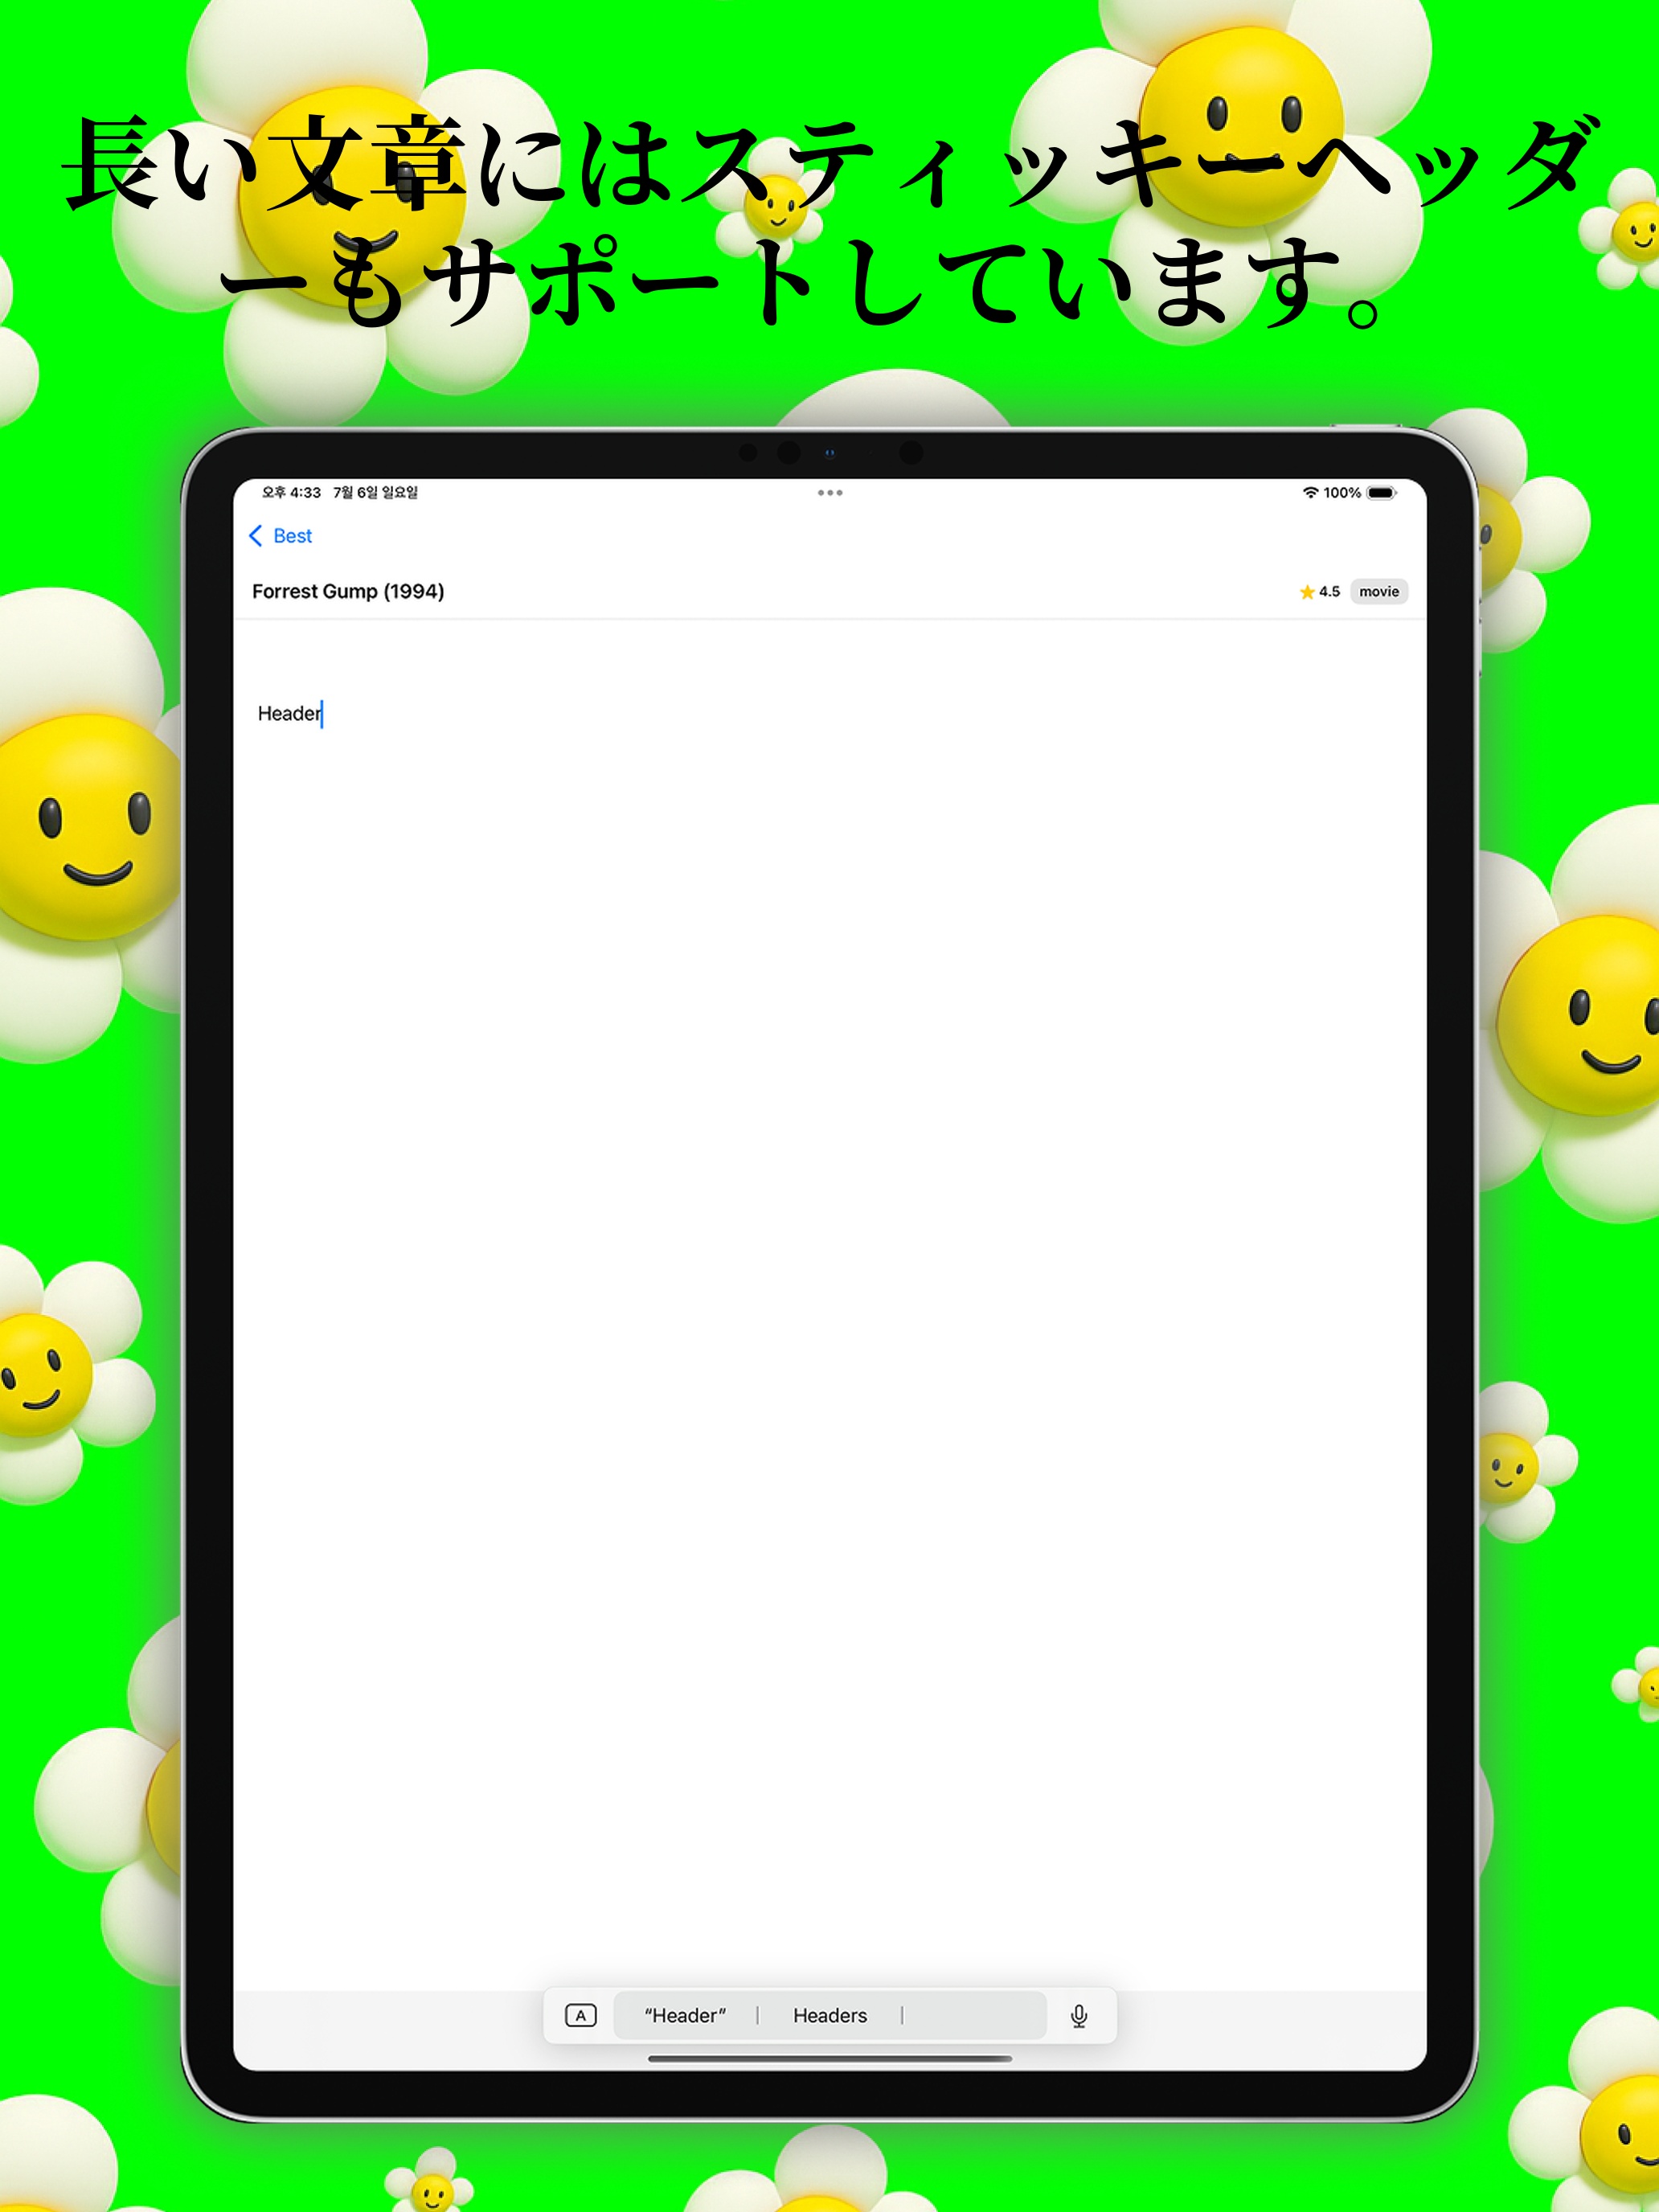 長い文章にはスティッキーヘッダ
ーもサポートしています。
오후 4:33 7월 6일 일요일
100%
Best
Forrest Gump (1994)
4.5 movie
Header
A “Header” Headers